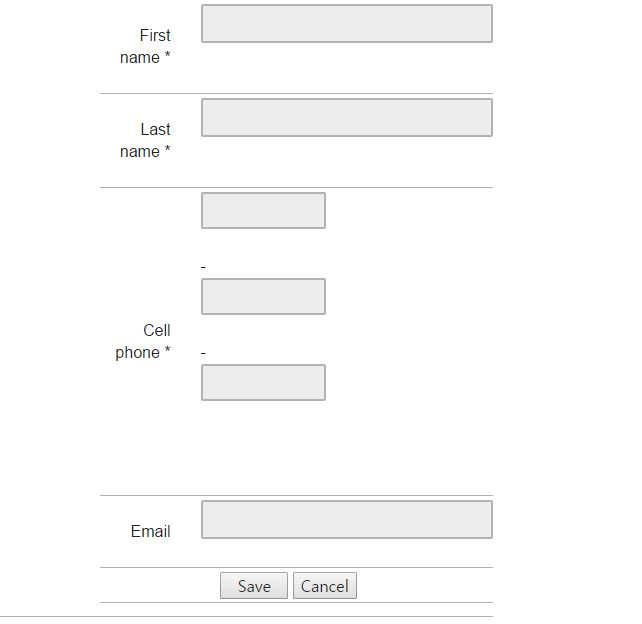 First
name *
Last
name *
-
Cell
phone *
-
Email
Save Cancel